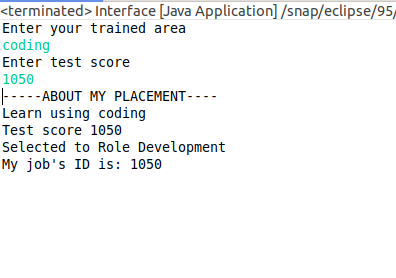 <terminated> Interface [Java Application] /snap/eclipse/95/
Enter your trained area
coding
Enter test score
1050
-----ABOUT MY PLACEMENT----
Learn using coding
Test score 1050
Selected to Role Development
My job's ID is: 1050